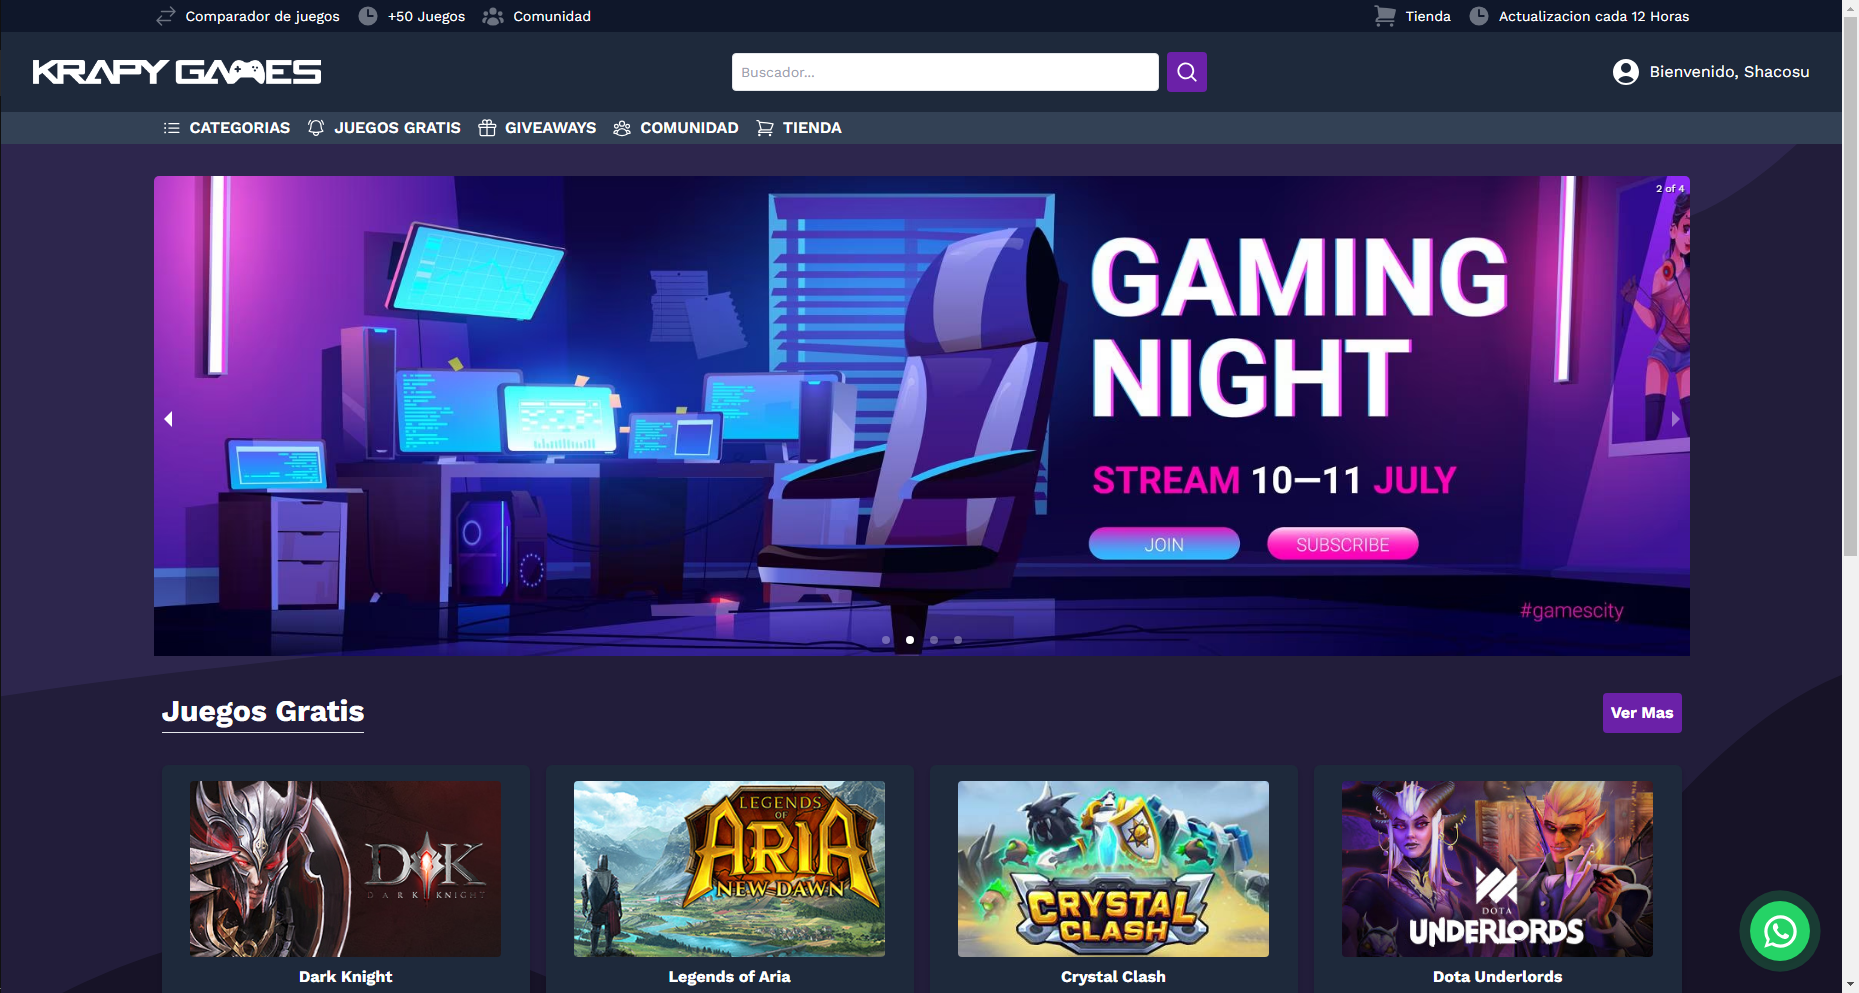 Comparador de juegos +50 Juegos Comunidad Tienda Actualizacion cada 12 Horas
KRAPY GAMES Buscador... Bienvenido, Shacosu
CATEGORIAS JUEGOS GRATIS GIVEAWAYS COMUNIDAD TIENDA
2 of 4
GAMING
NIGHT
STREAM 10—11 JULY
JOIN SUBSCRIBE
#gamescity
Juegos Gratis Ver Mas
DK
DARK KNIGHT
LEGENDS
OF
ARIA
NEW DAWN
CRYSTAL
CLASH
DOTA
UNDERLORDS
Dark Knight Legends of Aria Crystal Clash Dota Underlords